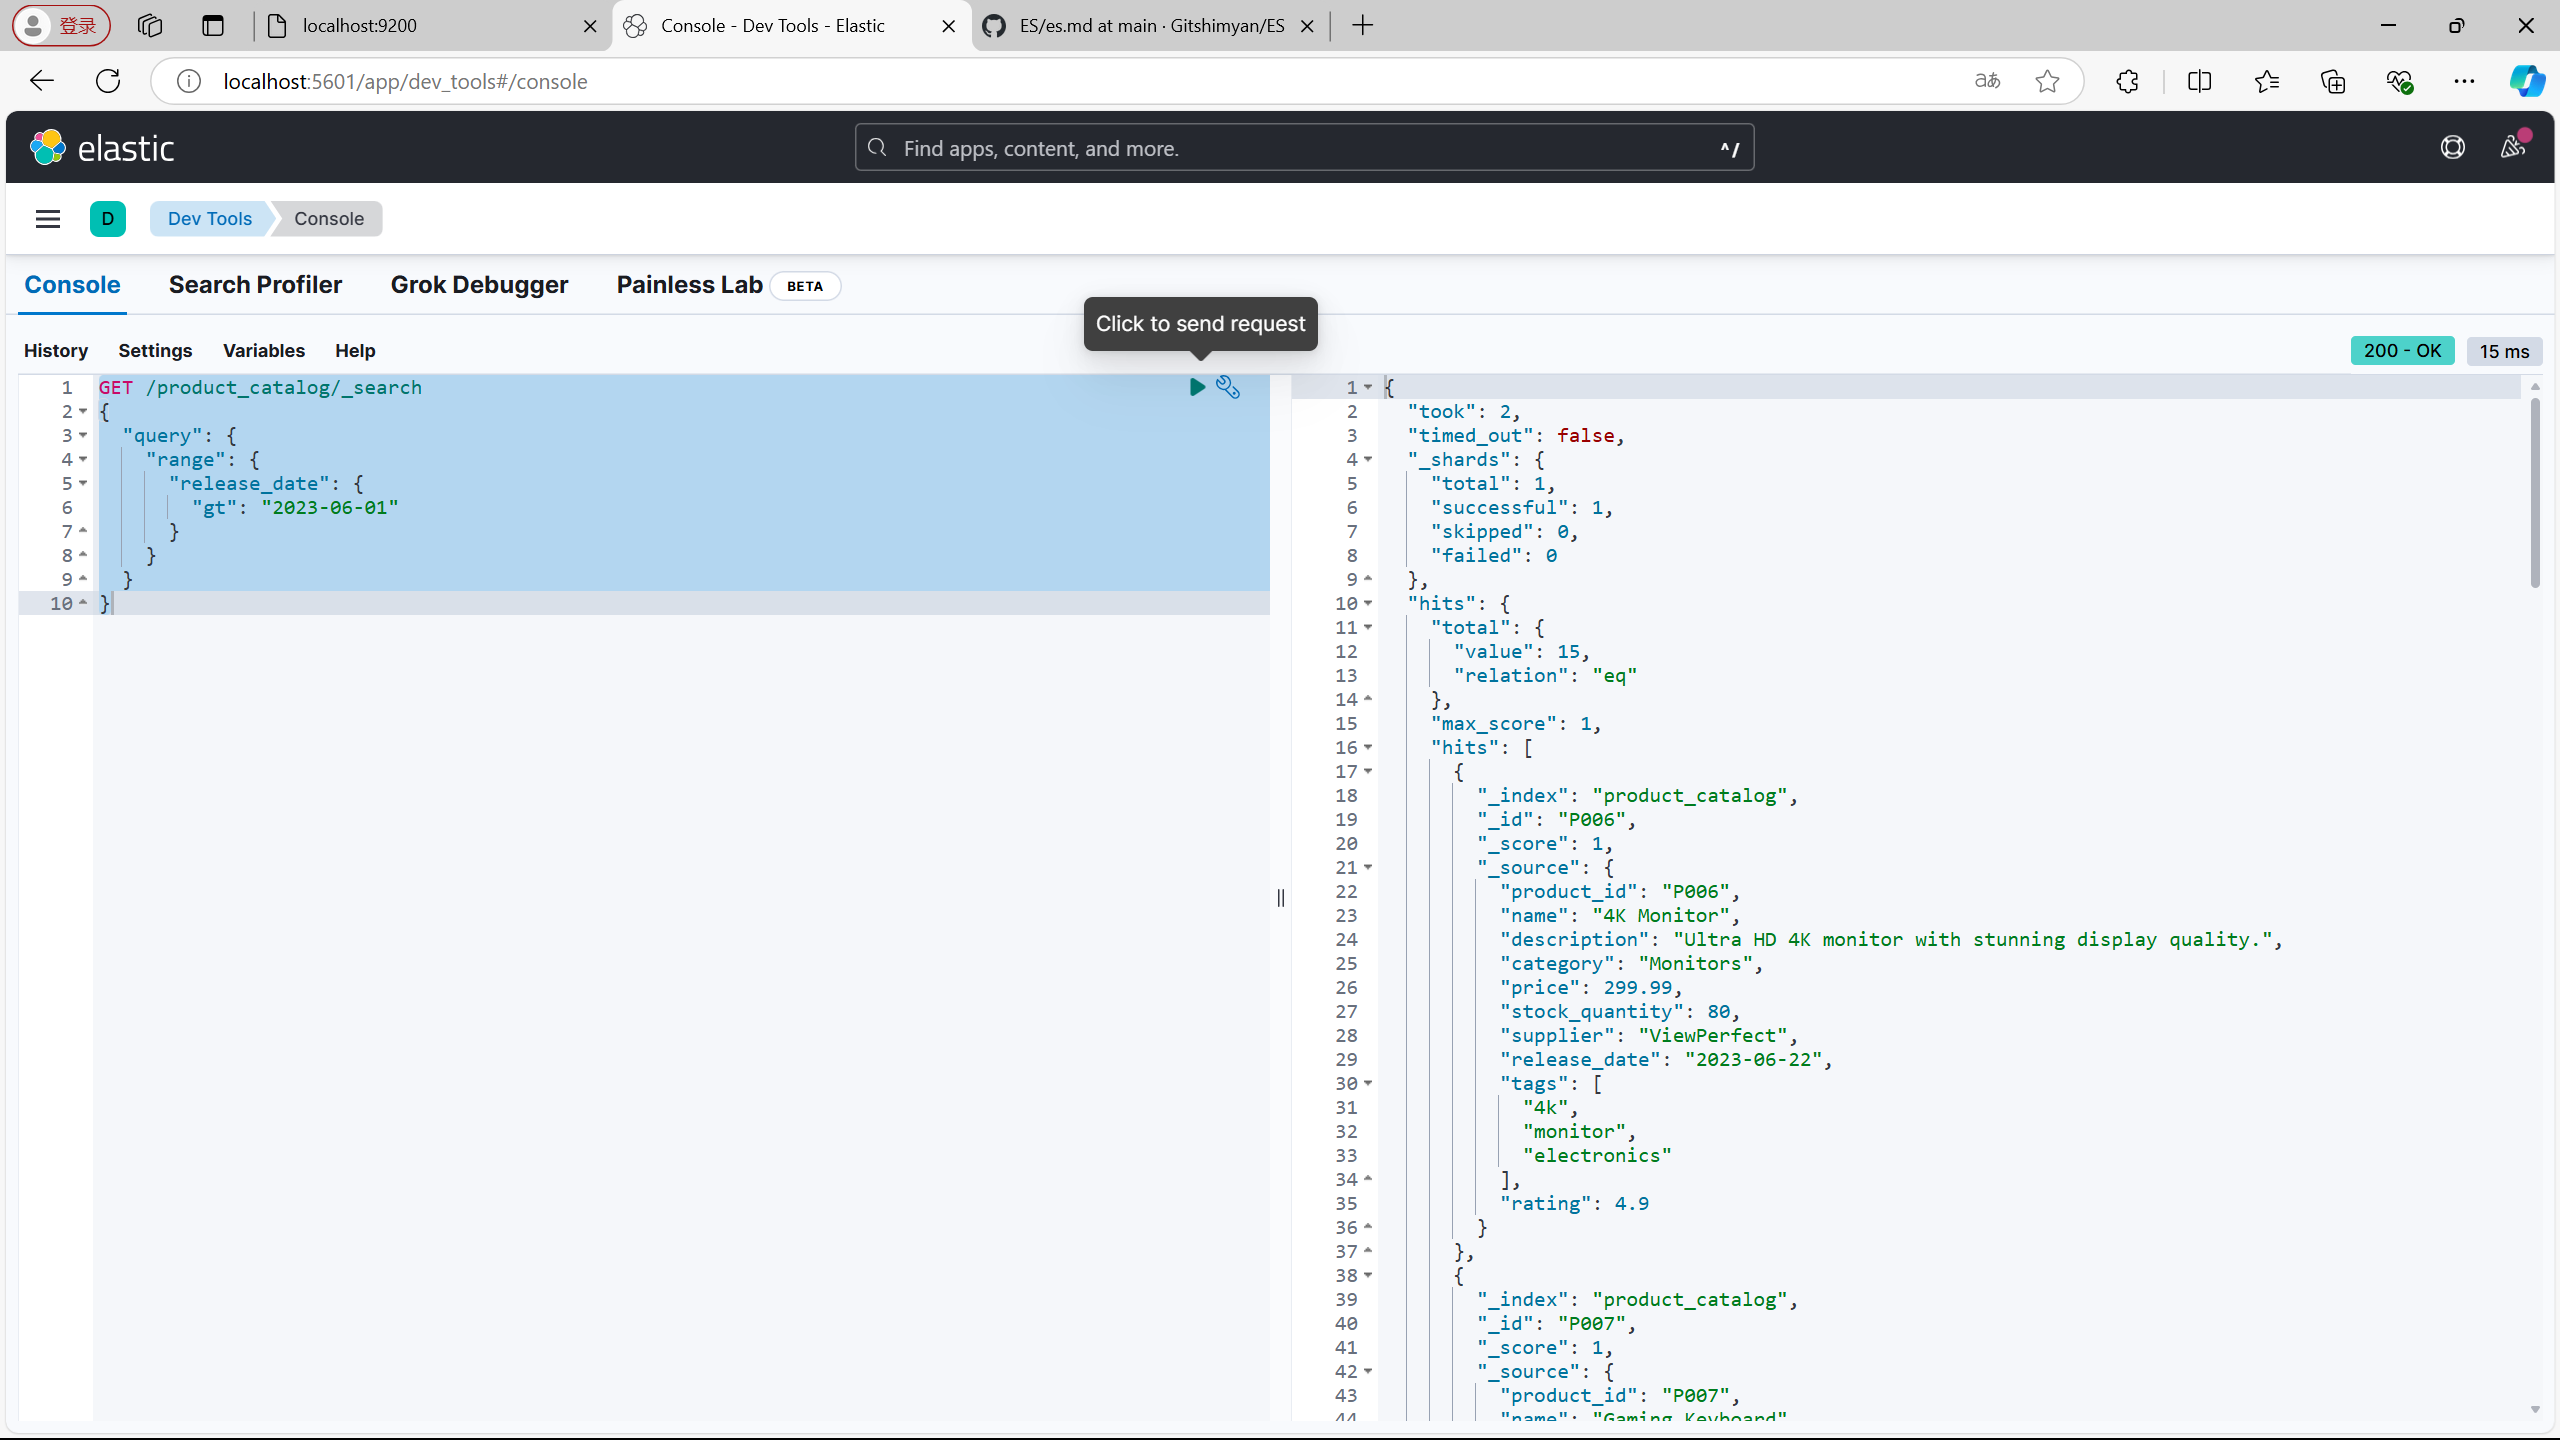 登录
localhost:9200
Console - Dev Tools - Elastic
ES/es.md at main · Gitshimyan/ES
localhost:5601/app/dev_tools#/console
aあ
elastic
Find apps, content, and more.
^/
D
Dev Tools
Console
Console
Search Profiler
Grok Debugger
Painless Lab
BETA
Click to send request
History
Settings
Variables
Help
200 - OK
15 ms
1 GET /product_catalog/_search
2 {
3 "query": {
4 "range": {
5 "release_date": {
6 "gt": "2023-06-01"
7 }
8 }
9 }
10 }
1 {
2 "took": 2,
3 "timed_out": false,
4 "_shards": {
5 "total": 1,
6 "successful": 1,
7 "skipped": 0,
8 "failed": 0
9 },
10 "hits": {
11 "total": {
12 "value": 15,
13 "relation": "eq"
14 },
15 "max_score": 1,
16 "hits": [
17 {
18 "_index": "product_catalog",
19 "_id": "P006",
20 "_score": 1,
21 "_source": {
22 "product_id": "P006",
23 "name": "4K Monitor",
24 "description": "Ultra HD 4K monitor with stunning display quality.",
25 "category": "Monitors",
26 "price": 299.99,
27 "stock_quantity": 80,
28 "supplier": "ViewPerfect",
29 "release_date": "2023-06-22",
30 "tags": [
31 "4k",
32 "monitor",
33 "electronics"
34 ],
35 "rating": 4.9
36 }
37 },
38 {
39 "_index": "product_catalog",
40 "_id": "P007",
41 "_score": 1,
42 "_source": {
43 "product_id": "P007",
44 "name": "Gaming Keyboard"